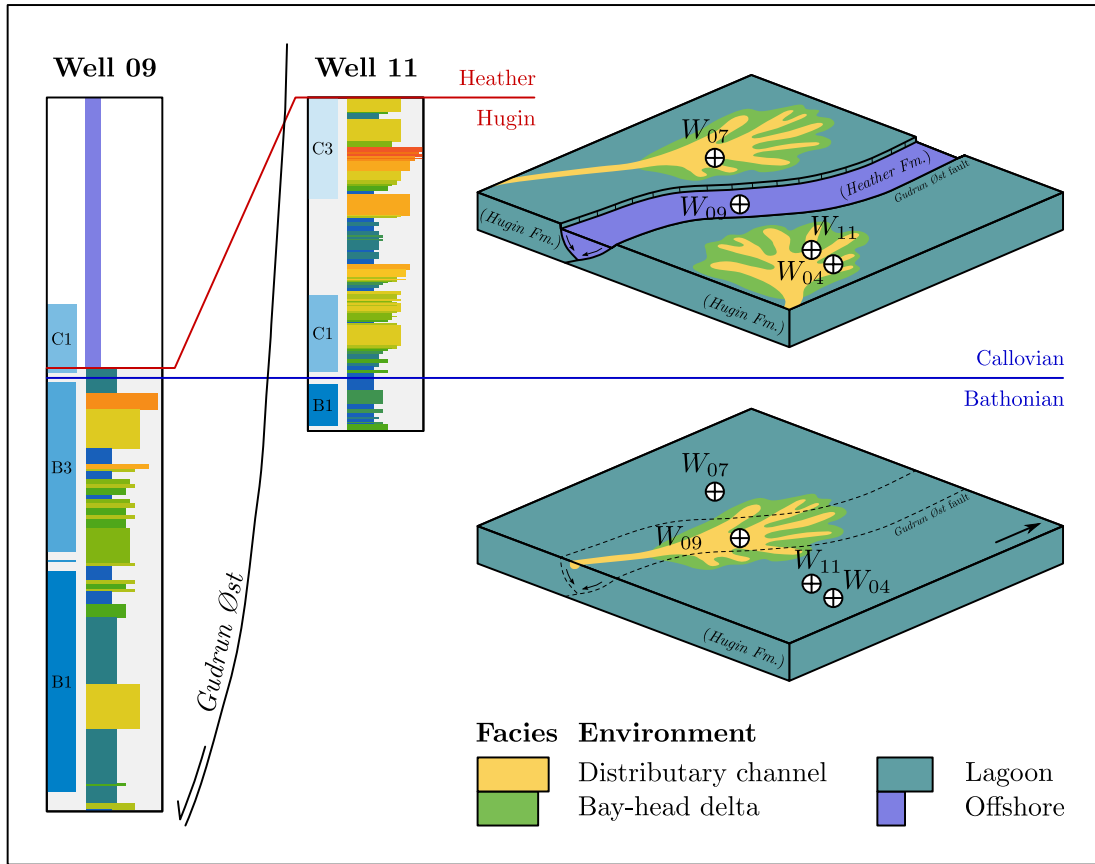 Well 09
Well 11
Heather
Hugin
C3
C1
B1
C1
B3
B1
Gudrun Øst
W07
W09
W11
W04
(Heather Fm.)
Gudrun Øst fault
(Hugin Fm.)
(Hugin Fm.)
Callovian
Bathonian
W07
W09
W11
W04
Gudrun Øst fault
(Hugin Fm.)
Facies Environment
Distributary channel
Bay-head delta
Lagoon
Offshore